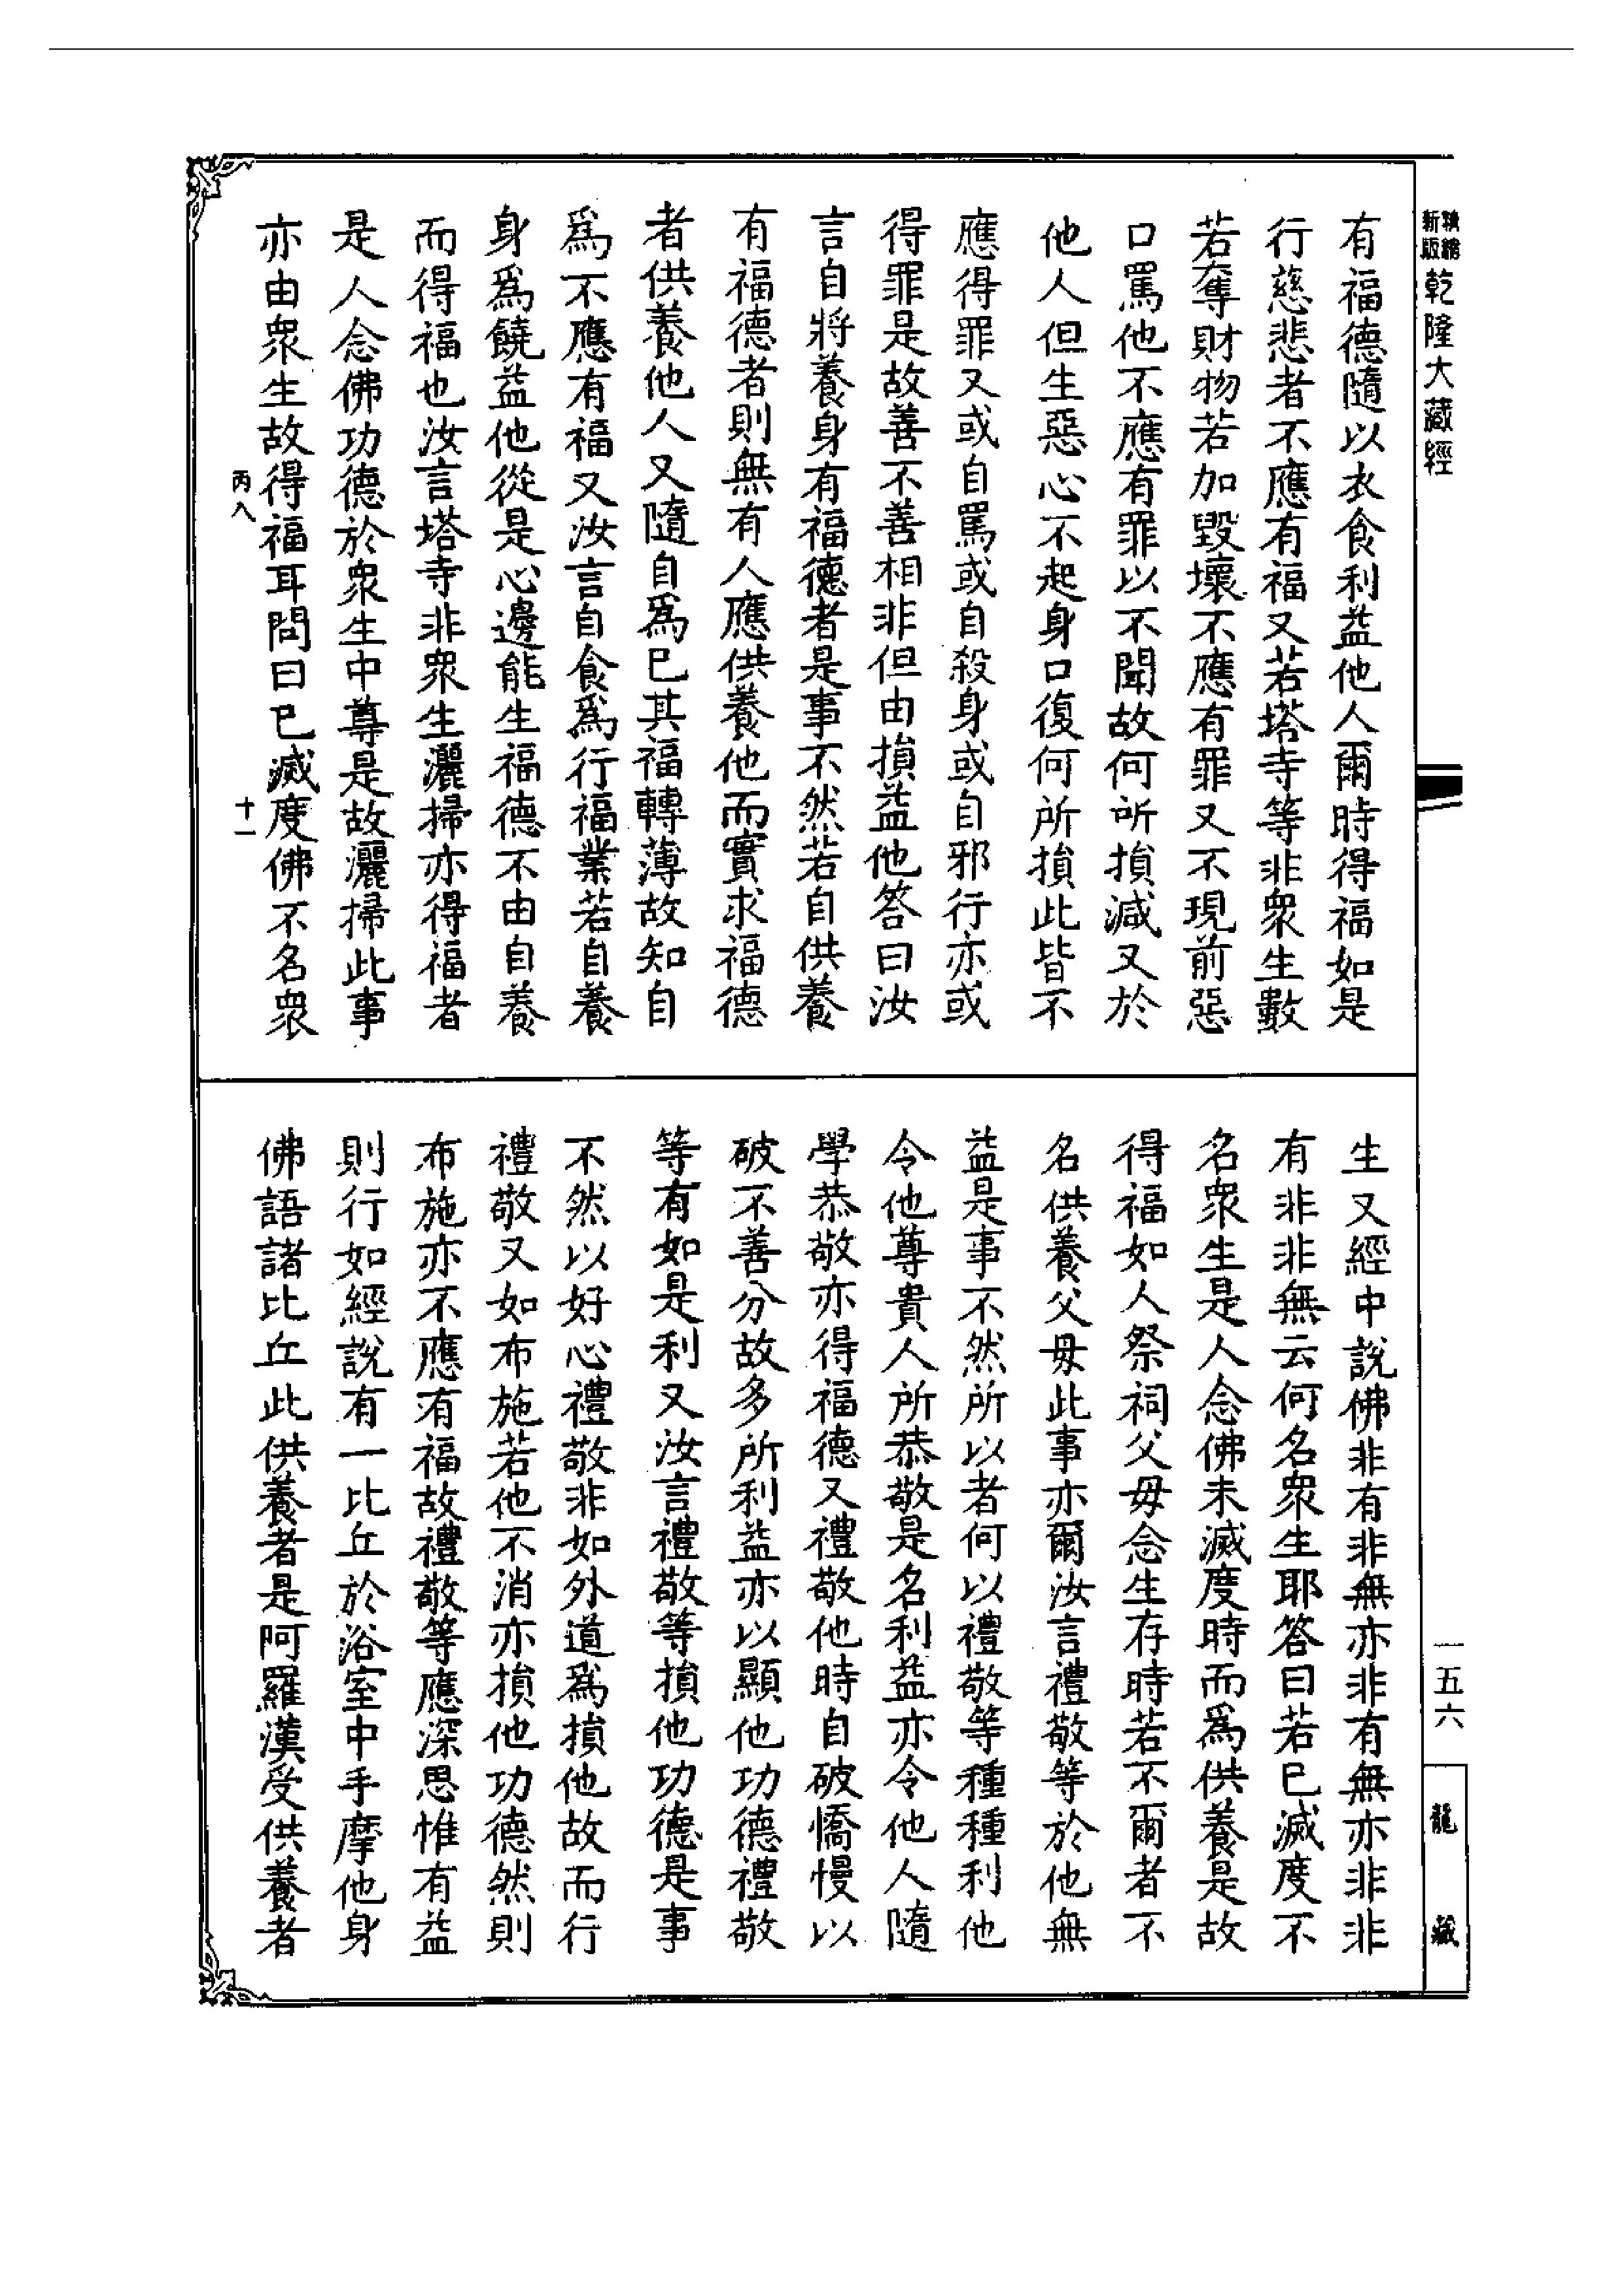 精繕
新版
乾隆大藏經
有福德隨以衣食利益他人爾時得福如是
行慈悲者不應有福又若塔寺等非衆生數
若奪財物若加毀壞不應有罪又不現前惡
口罵他不應有罪以不聞故何所損減又於
他人但生惡心不起身口復何所損此皆不
應得罪又或自罵或自殺身或自邪行亦或
得罪是故善不善相非但由損益他答曰汝
言自將養身有福德者是事不然若自供養
有福德者則無有人應供養他而實求福德
者供養他人又隨自爲已其福轉薄故知自
爲不應有福又汝言自食爲行福業若自養
身爲饒益他從是心邊能生福德不由自養
而得福也汝言塔寺非衆生灑掃亦得福者
是人念佛功德於衆生中尊是故灑掃此事
亦由衆生故得福耳問曰已滅度佛不名衆
丙八
十一
生又經中說佛非有非無亦非有無亦非非
有非非無云何名衆生耶答曰若已滅度不
名衆生是人念佛未滅度時而爲供養是故
得福如人祭祠父母念生存時若不爾者不
名供養父母此事亦爾汝言禮敬等於他無
益是事不然所以者何以禮敬等種種利他
令他尊貴人所恭敬是名利益亦令他人隨
學恭敬亦得福德又禮敬他時自破憍慢以
破不善分故多所利益亦以顯他功德禮敬
等有如是利又汝言禮敬等損他功德是事
不然以好心禮敬非如外道爲損他故而行
禮敬又如布施若他不消亦損他功德然則
布施亦不應有福故禮敬等應深思惟有益
則行如經說有一比丘於浴室中手摩他身
佛語諸比丘此供養者是阿羅漢受供養者
一五六
龍藏